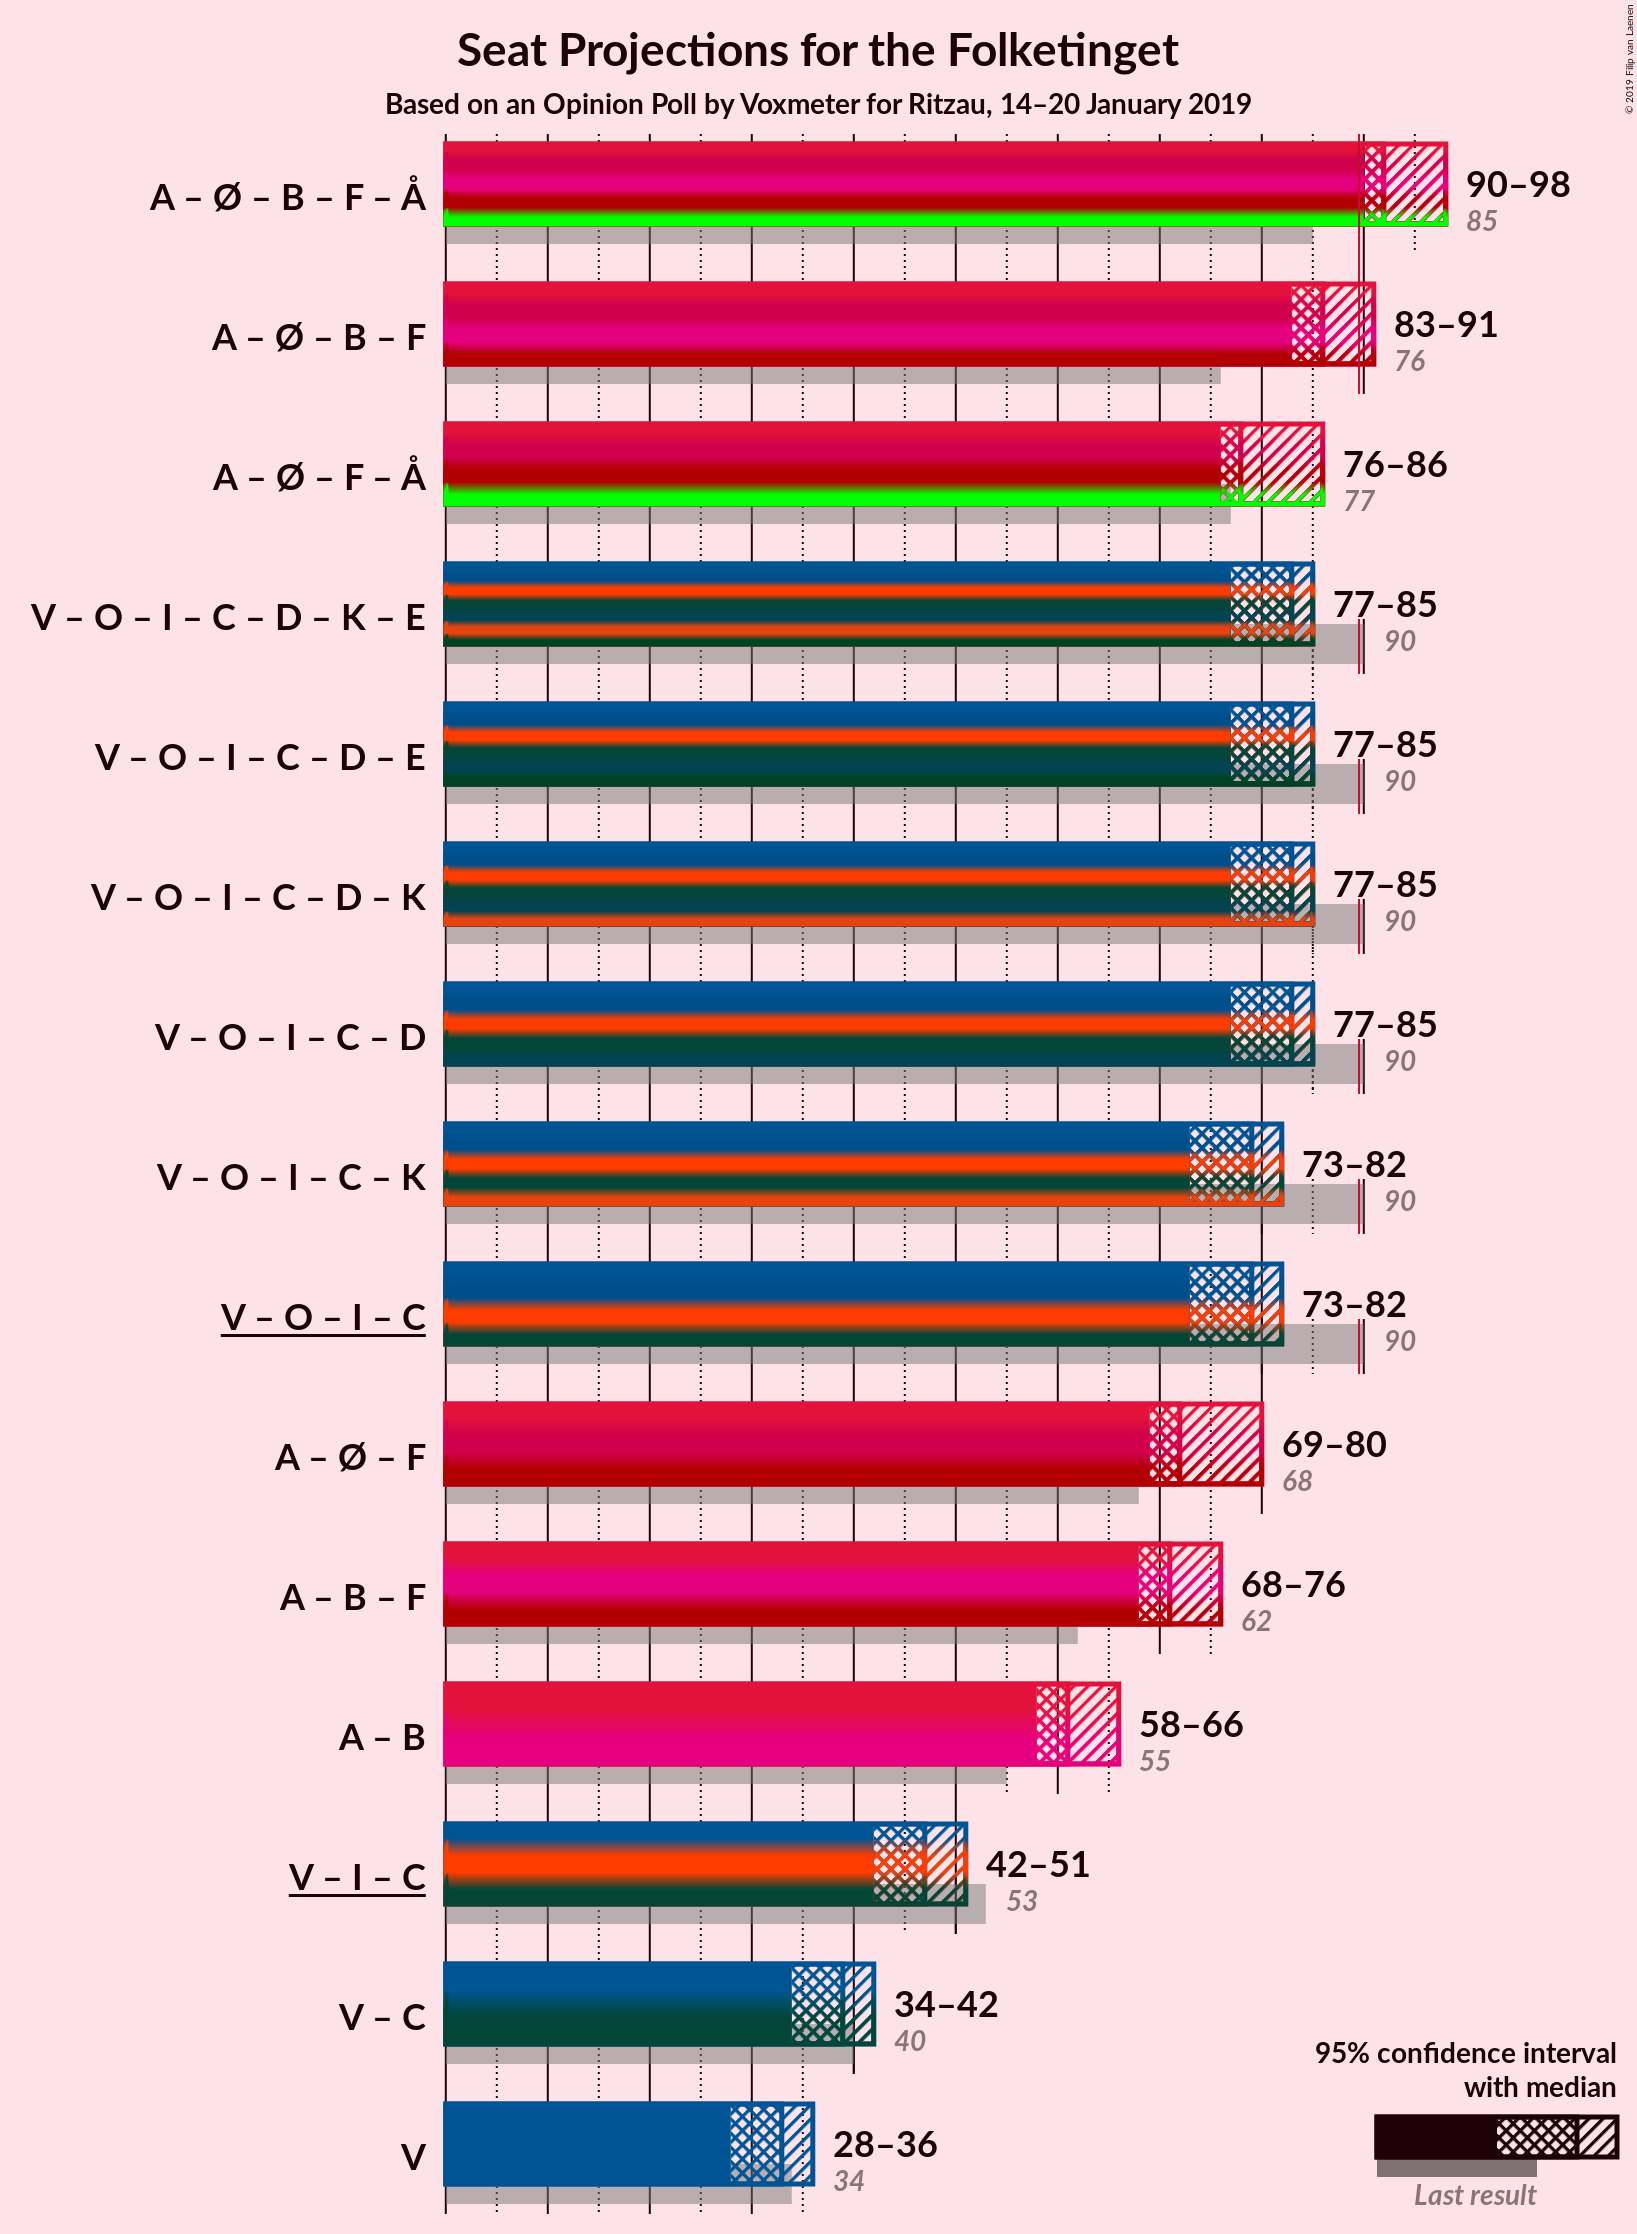 Seat Projections for the Folketinget
Based on an Opinion Poll by Voxmeter for Ritzau, 14–20 January 2019
© 2019 Filip van Laenen
A – Ø – B – F – Å
90–98
85
A – Ø – B – F
83–91
76
A – Ø – F – Å
76–86
77
V – O – I – C – D – K – E
77–85
90
V – O – I – C – D – E
77–85
90
V – O – I – C – D – K
77–85
90
V – O – I – C – D
77–85
90
V – O – I – C – K
73–82
90
V – O – I – C
73–82
90
A – Ø – F
69–80
68
A – B – F
68–76
62
A – B
58–66
55
V – I – C
42–51
53
V – C
34–42
40
V
28–36
34
95% confidence interval
with median
Last result